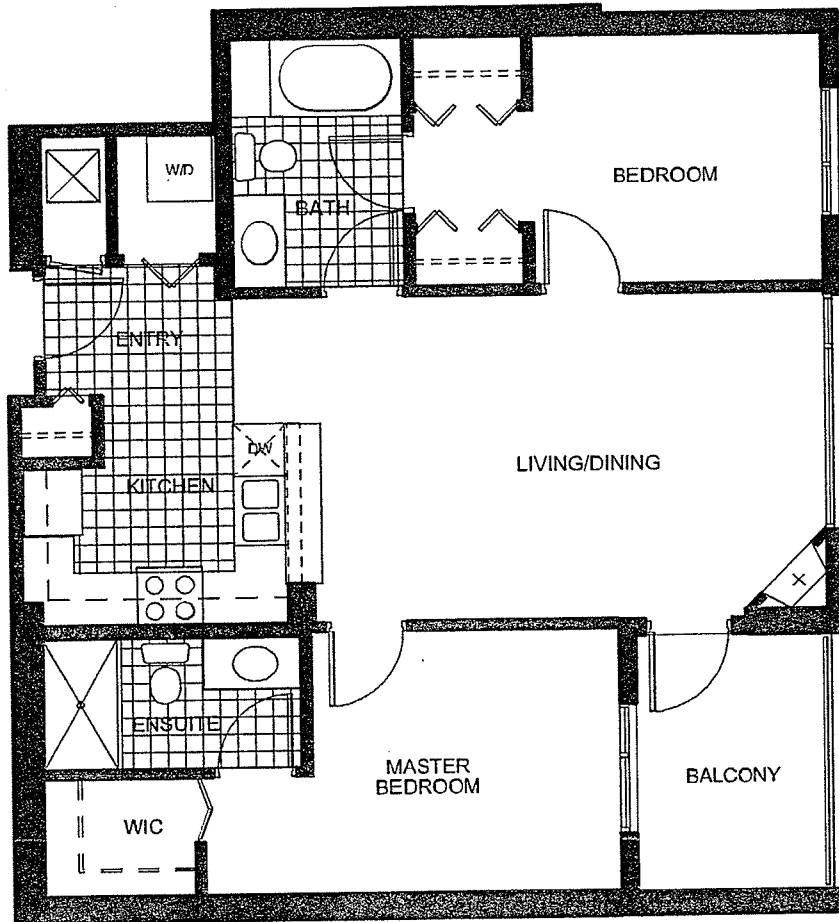 W/D
BEDROOM
BATH
ENTRY
DW
LIVING/DINING
KITCHEN
ENSUITE
MASTER
BEDROOM
BALCONY
WIC